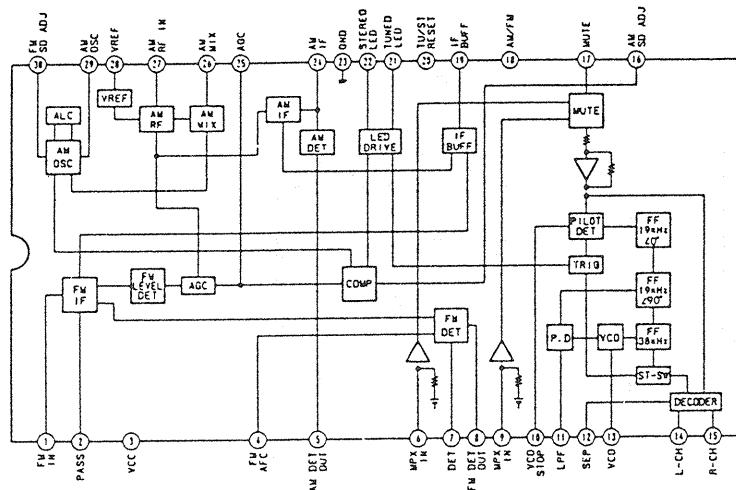 FM SD ADJ
AM OSC
VREF
AM RF IN
AM MIX
AGC
AM IF
GND
STEREO LED
TUNED LED
TU/ST RESET
IF BUFF
AM/FM
MUTE
AM SD ADJ
30
29
28
27
26
25
24
23
22
21
20
19
18
17
16
VREF
ALC
AM RF
AM MIX
AM IF
MUTE
AM OSC
AM DET
LED DRIVE
IF BUFF
PILOT DET
FF 19kHz ∠0°
TRIG
FM IF
FM LEVEL DET
AGC
COMP
FF 19kHz ∠90°
FM DET
P.D
VCO
FF 38kHz
ST-SW
DECODER
1
2
3
4
5
6
7
8
9
10
11
12
13
14
15
FM IN
PASS
VCC
FM AFC
AM DET OUT
MPX IN
DET
FM DET OUT
MPX IN
VCO STOP
LPF
SEP
VCO
L-CH
R-CH